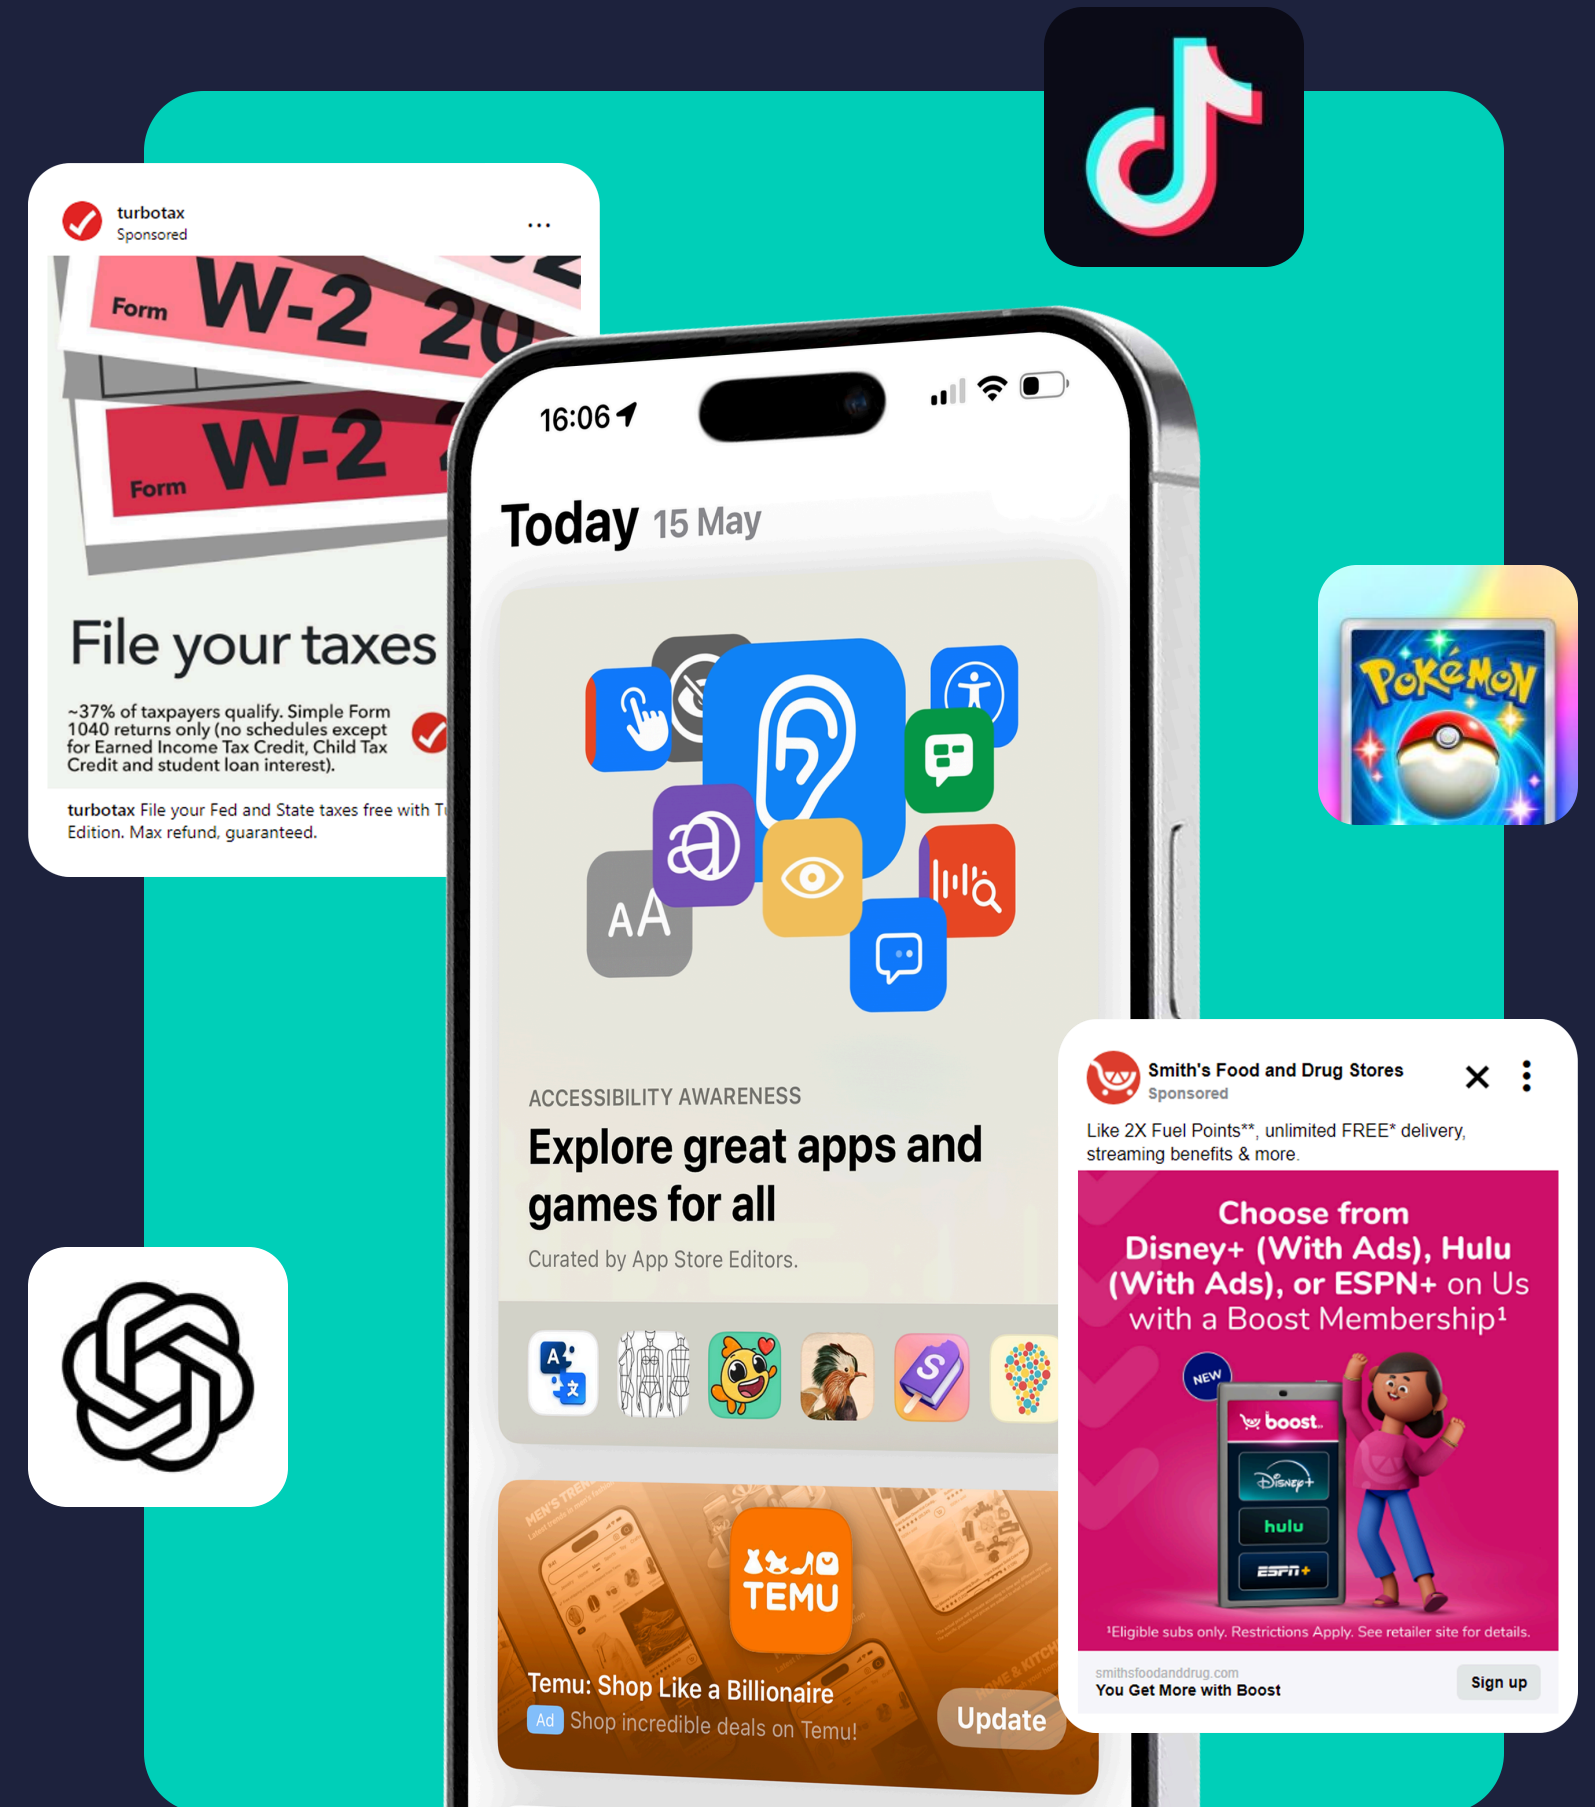 turbotax
Sponsored
Form W-2 20
Form W-2
File your taxes
~37% of taxpayers qualify. Simple Form
1040 returns only (no schedules except
for Earned Income Tax Credit, Child Tax
Credit and student loan interest).
turbotax File your Fed and State taxes free with
Edition. Max refund, guaranteed.
16:06
Today 15 May
AA
ACCESSIBILITY AWARENESS
Explore great apps and
games for all
Curated by App Store Editors.
A
文
S
MEN'S TREN
HOME & KITCH
TEMU
Temu: Shop Like a Billionaire
Ad Shop incredible deals on Temu!
Update
POKéMON
Smith's Food and Drug Stores
Sponsored
Like 2X Fuel Points**, unlimited FREE* delivery,
streaming benefits & more.
Choose from
Disney+ (With Ads), Hulu
(With Ads), or ESPN+ on Us
with a Boost Membership¹
NEW
boost
Disney+
hulu
ESPN+
¹Eligible subs only. Restrictions Apply. See retailer site for details.
smithsfoodanddrug.com
You Get More with Boost
Sign up